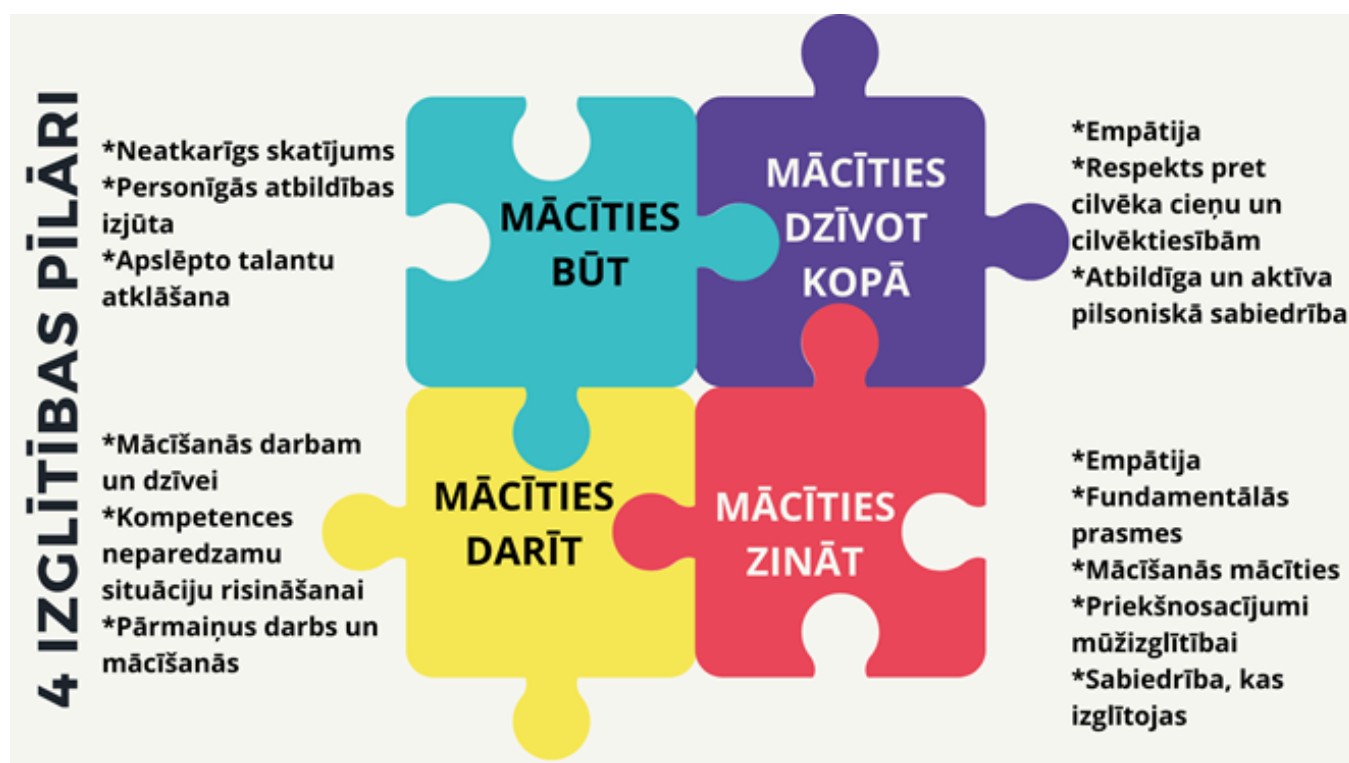 4 IZGLĪTĪBAS PĪLĀRI
*Neatkarīgs skatījums
*Personīgās atbildības
izjūta
*Apslēpto talantu
atklāšana
MĀCĪTIES
BŪT
MĀCĪTIES
DZĪVOT
KOPĀ
*Empātija
*Respekts pret
cilvēka cieņu un
cilvēktiesībām
*Atbildīga un aktīva
pilsoniskā sabiedrība
*Mācīšanās darbam
un dzīvei
*Kompetences
neparedzamu
situāciju risināšanai
*Pārmaiņus darbs un
mācīšanās
MĀCĪTIES
DARĪT
MĀCĪTIES
ZINĀT
*Empātija
*Fundamentālās
prasmes
*Mācīšanās mācīties
*Priekšnosacījumi
mūžizglītībai
*Sabiedrība, kas
izglītojas